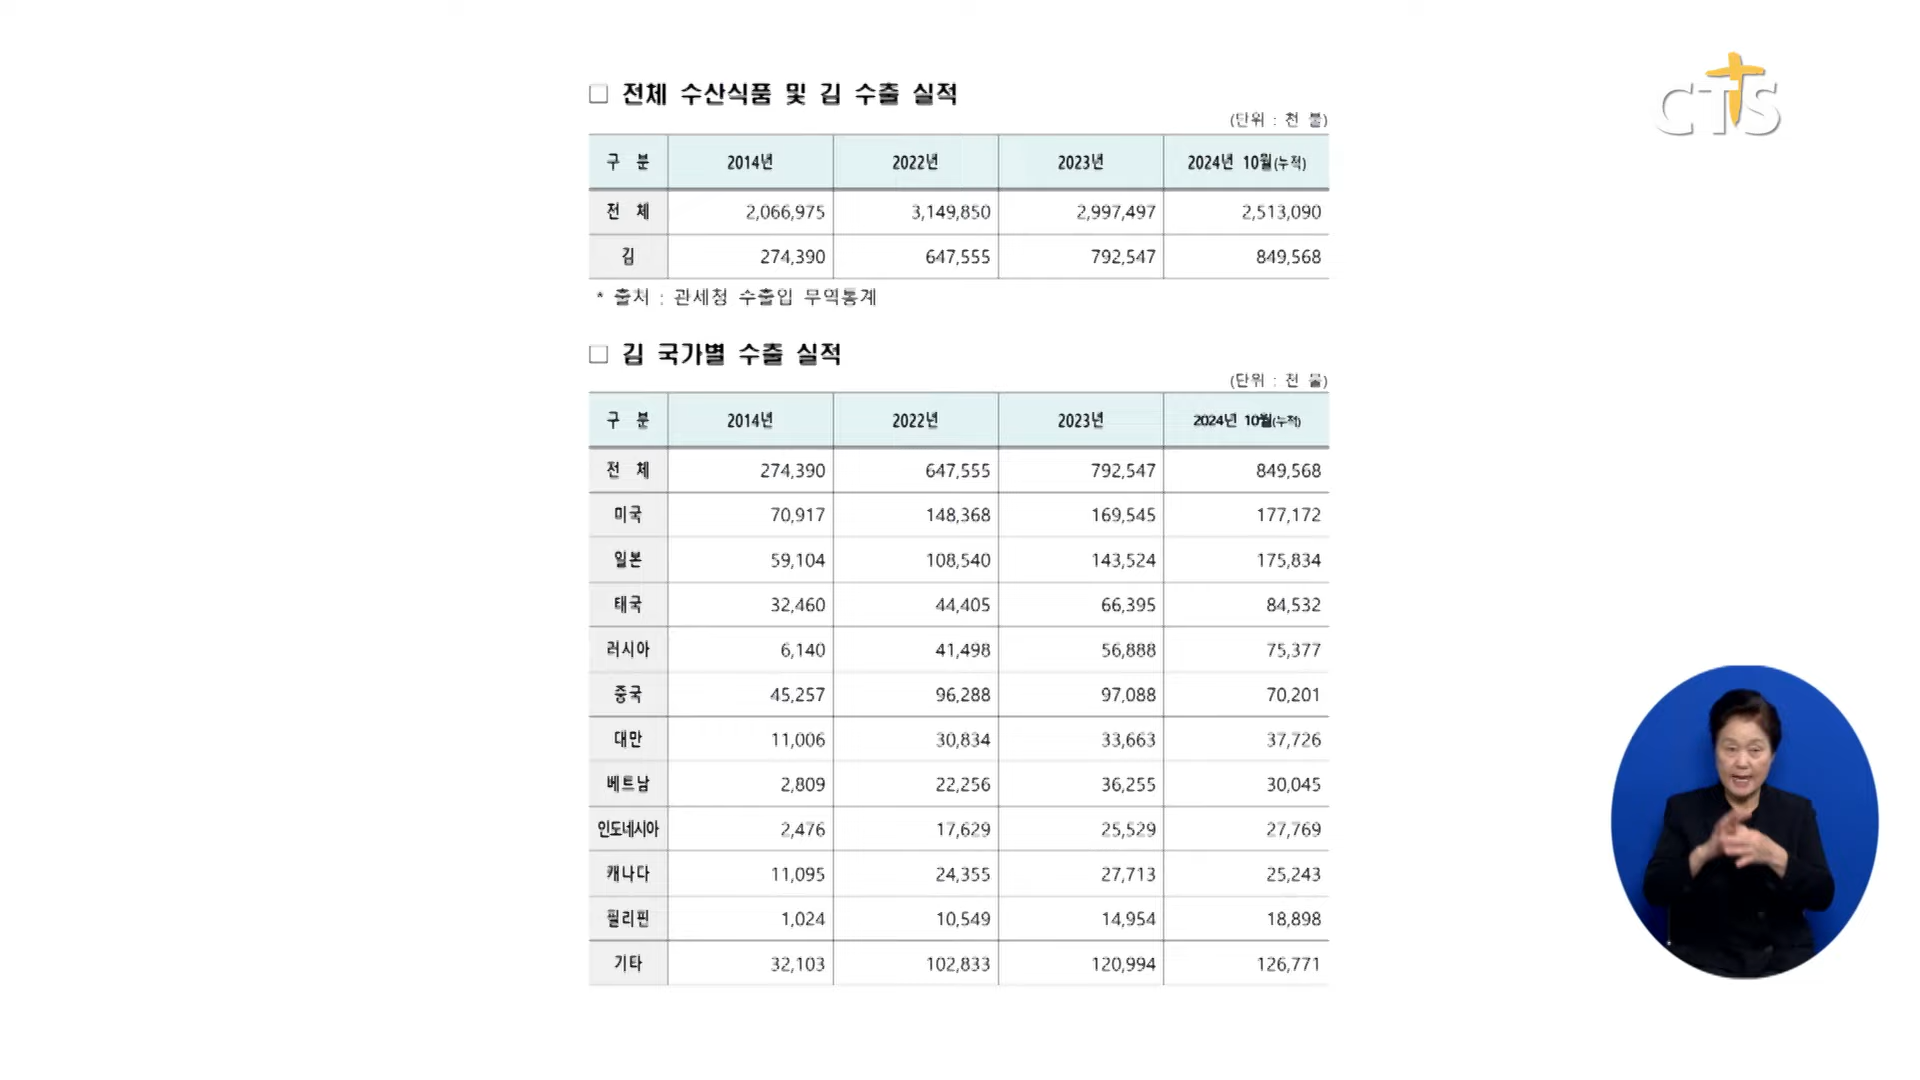 CTS
□ 전체 수산식품 및 김 수출 실적
(단위 : 천 불)
구 분 2014년 2022년 2023년 2024년 10월(누적)
전 체 2,066,975 3,149,850 2,997,497 2,513,090
김 274,390 647,555 792,547 849,568
* 출처 : 관세청 수출입 무역통계
□ 김 국가별 수출 실적
(단위 : 천 불)
구 분 2014년 2022년 2023년 2024년 10월(누적)
전 체 274,390 647,555 792,547 849,568
미국 70,917 148,368 169,545 177,172
일본 59,104 108,540 143,524 175,834
태국 32,460 44,405 66,395 84,532
러시아 6,140 41,498 56,888 75,377
중국 45,257 96,288 97,088 70,201
대만 11,006 30,834 33,663 37,726
베트남 2,809 22,256 36,255 30,045
인도네시아 2,476 17,629 25,529 27,769
캐나다 11,095 24,355 27,713 25,243
필리핀 1,024 10,549 14,954 18,898
기타 32,103 102,833 120,994 126,771